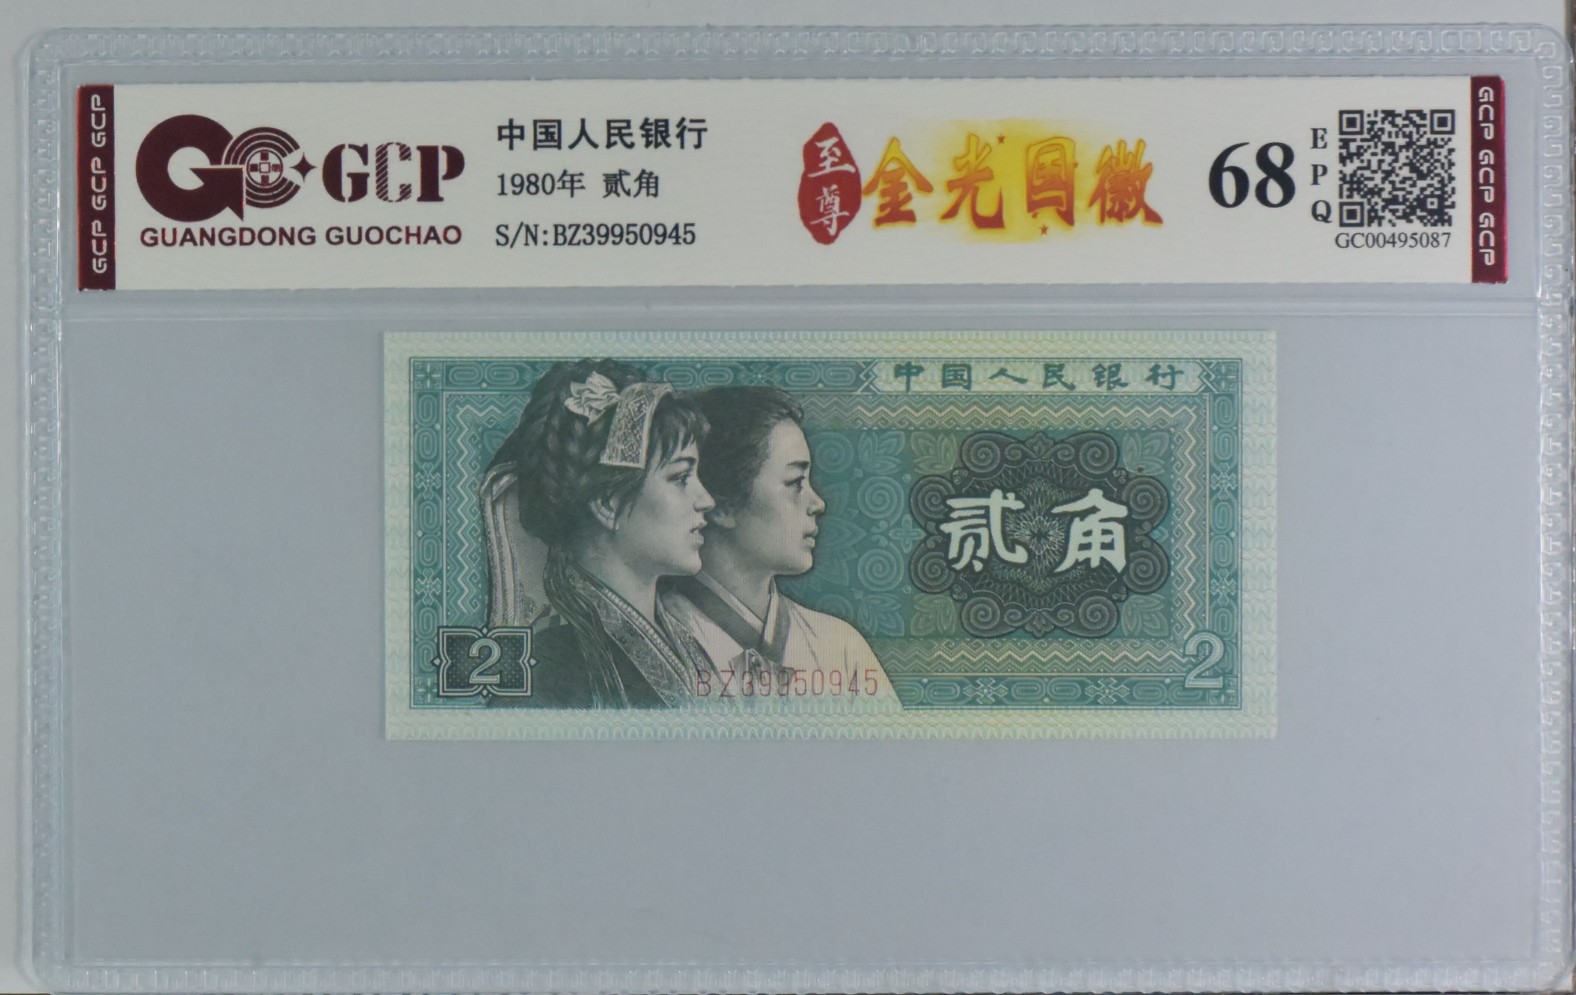 GCP GCP GCP
GCP
GUANGDONG GUOCHAO
中国人民银行
1980年 贰角
S/N:BZ39950945
至尊
金光国徽
68
EPQ
GC00495087
GCP GCP GCP
中国人民银行
贰角
2
BZ39950945
2